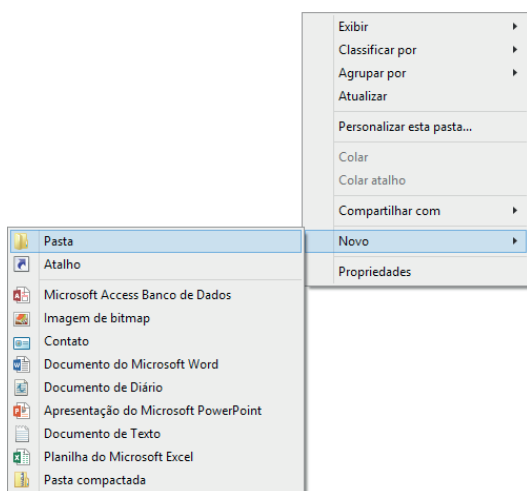 Exibir
Classificar por
Agrupar por
Atualizar
Personalizar esta pasta...
Colar
Colar atalho
Compartilhar com
Novo
Propriedades
Pasta
Atalho
Microsoft Access Banco de Dados
Imagem de bitmap
Contato
Documento do Microsoft Word
Documento de Diário
Apresentação do Microsoft PowerPoint
Documento de Texto
Planilha do Microsoft Excel
Pasta compactada